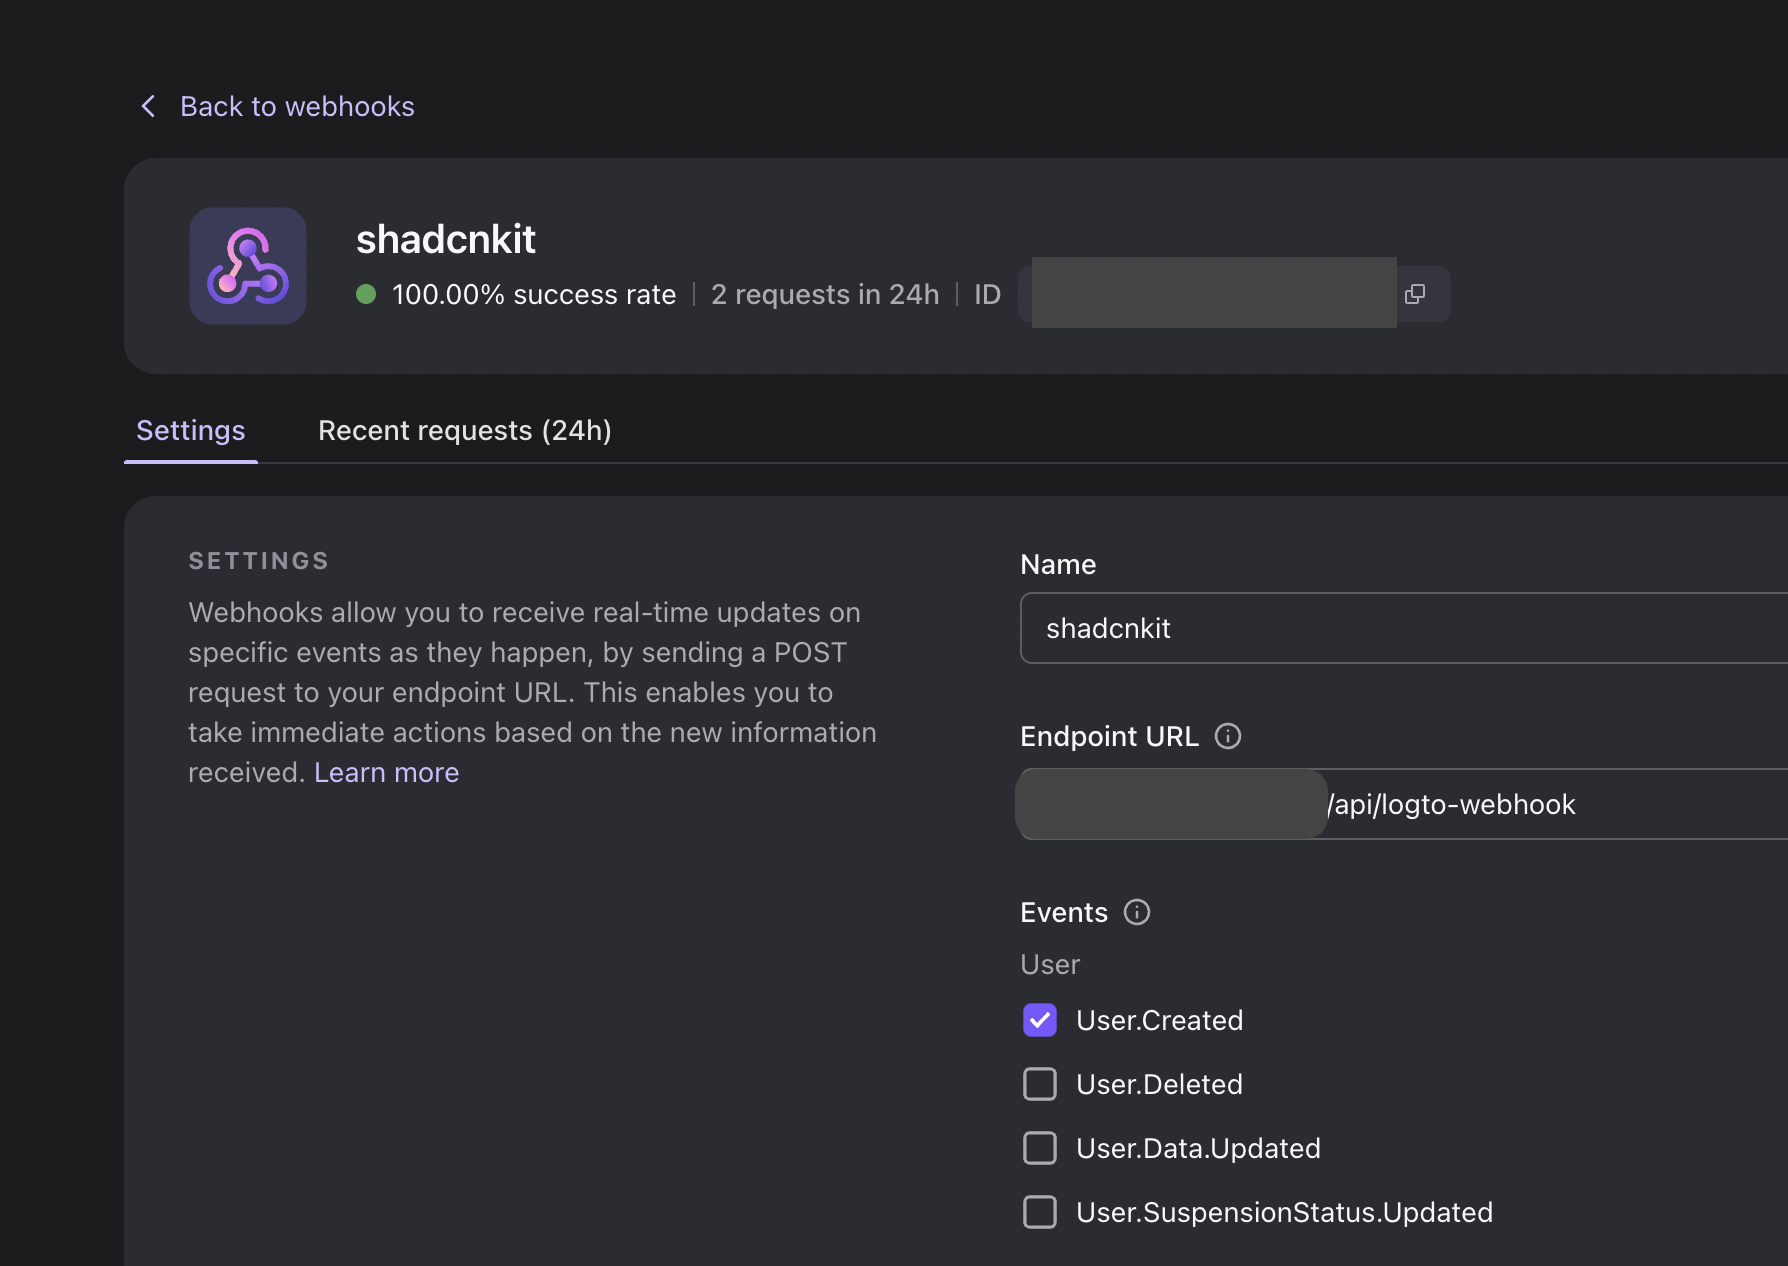 Back to webhooks
shadcnkit
100.00% success rate | 2 requests in 24h | ID
Settings
Recent requests (24h)
SETTINGS
Webhooks allow you to receive real-time updates on
specific events as they happen, by sending a POST
request to your endpoint URL. This enables you to
take immediate actions based on the new information
received. Learn more
Name
shadcnkit
Endpoint URL
/api/logto-webhook
Events
User
User.Created
User.Deleted
User.Data.Updated
User.SuspensionStatus.Updated